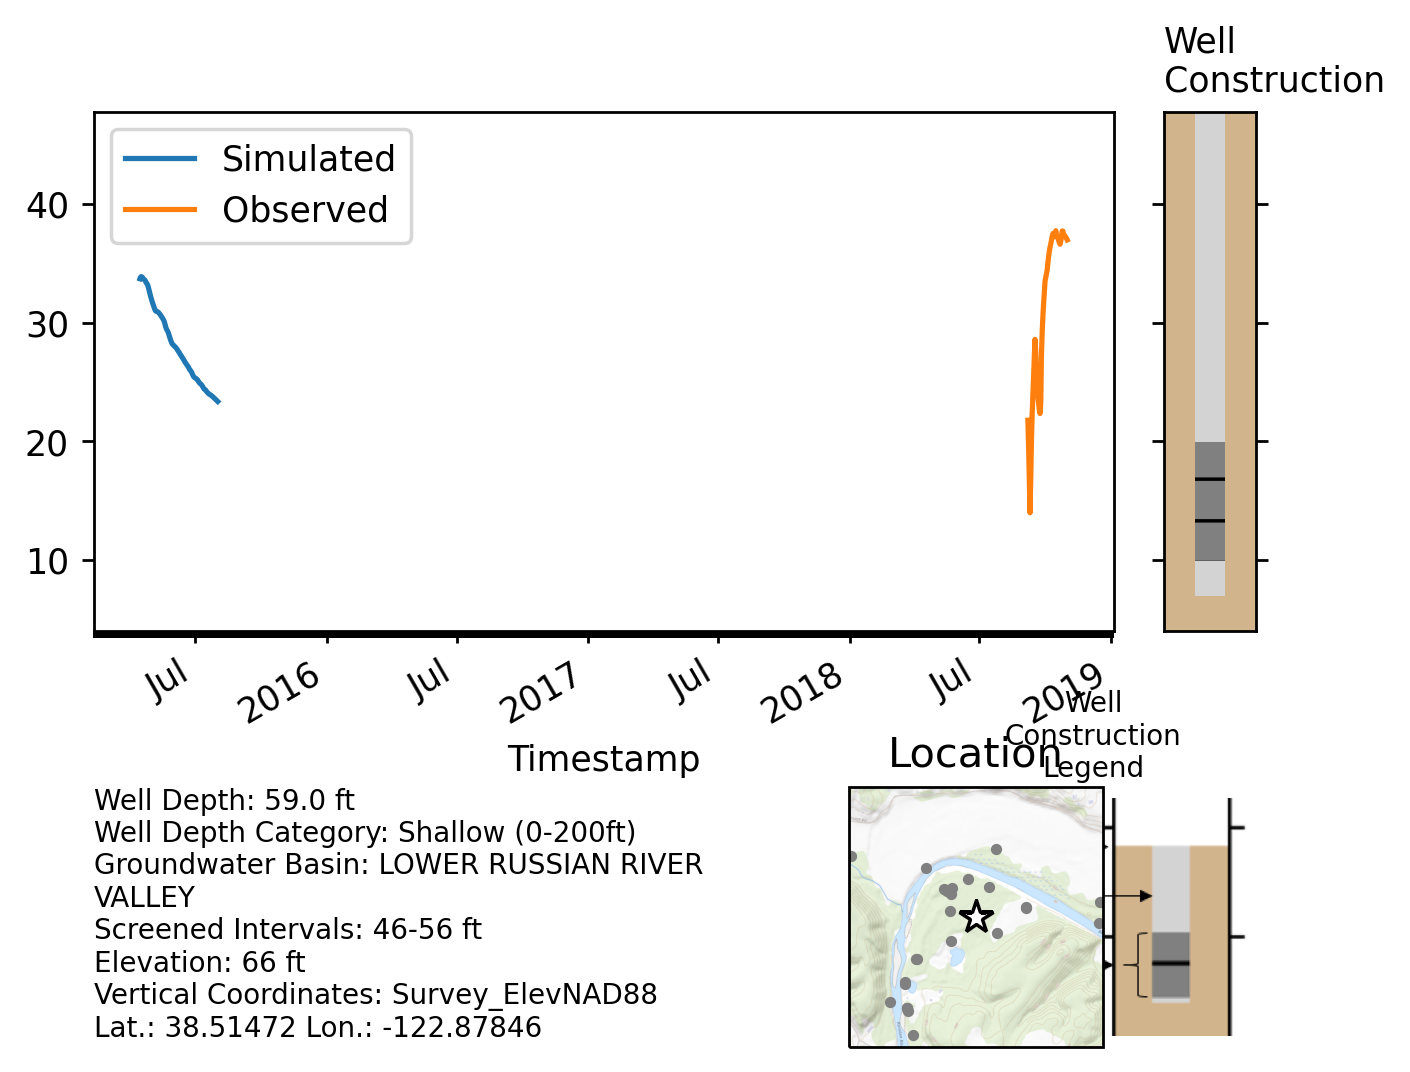 Well
Construction
Simulated
Observed
40
30
20
10
Jul
2016
Jul
2017
Jul
2018
Jul
2019
Timestamp
Well
Construction
Legend
Location
Well Depth: 59.0 ft
Well Depth Category: Shallow (0-200ft)
Groundwater Basin: LOWER RUSSIAN RIVER
VALLEY
Screened Intervals: 46-56 ft
Elevation: 66 ft
Vertical Coordinates: Survey_ElevNAD88
Lat.: 38.51472 Lon.: -122.87846